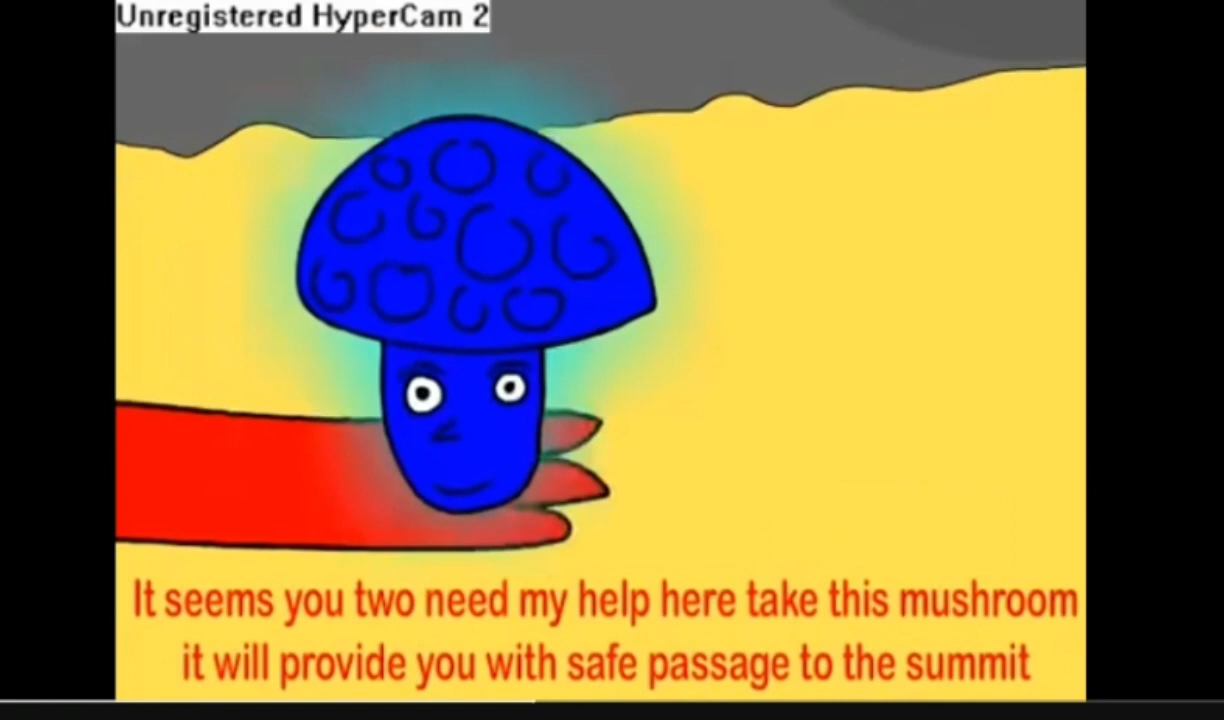 Unregistered HyperCam 2
It seems you two need my help here take this mushroom
it will provide you with safe passage to the summit